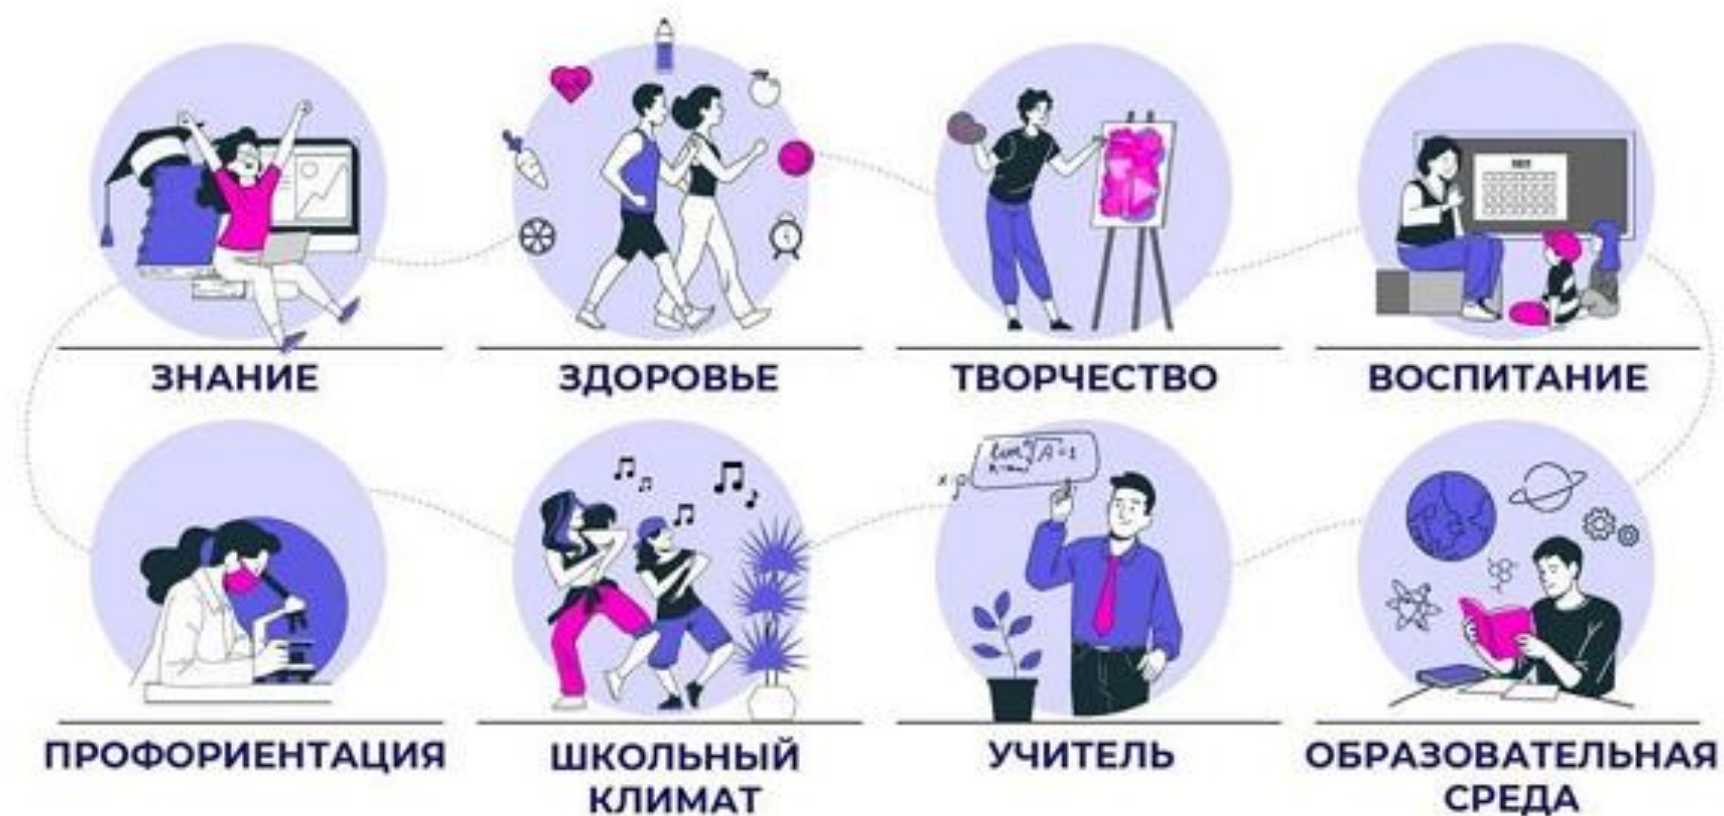 ЗНАНИЕ
ЗДОРОВЬЕ
ТВОРЧЕСТВО
ВОСПИТАНИЕ
ПРОФОРИЕНТАЦИЯ
ШКОЛЬНЫЙ
КЛИМАТ
УЧИТЕЛЬ
ОБРАЗОВАТЕЛЬНАЯ
СРЕДА